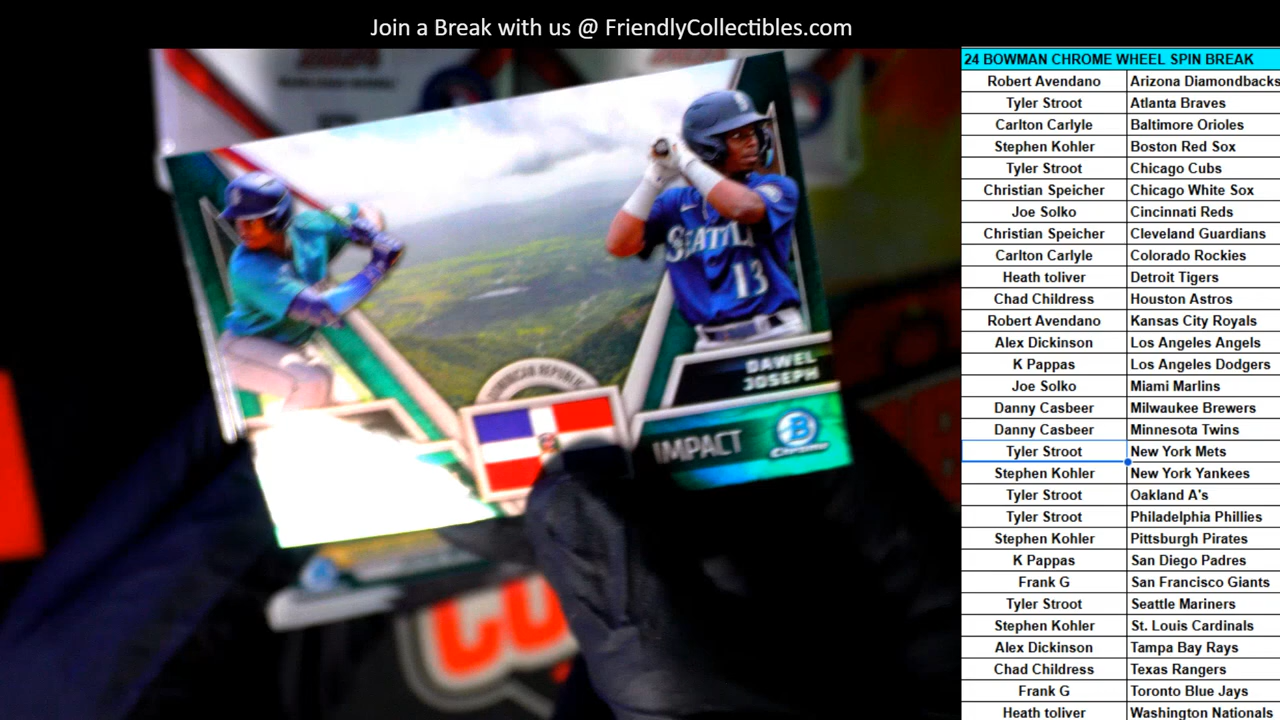 Join a Break with us @ FriendlyCollectibles.com
24 BOWMAN CHROME WHEEL SPIN BREAK
Robert Avendano Arizona Diamondbacks
Tyler Stroot Atlanta Braves
Carlton Carlyle Baltimore Orioles
Stephen Kohler Boston Red Sox
Tyler Stroot Chicago Cubs
Christian Speicher Chicago White Sox
Joe Solko Cincinnati Reds
Christian Speicher Cleveland Guardians
Carlton Carlyle Colorado Rockies
Heath toliver Detroit Tigers
Chad Childress Houston Astros
Robert Avendano Kansas City Royals
Alex Dickinson Los Angeles Angels
K Pappas Los Angeles Dodgers
Joe Solko Miami Marlins
Danny Casbeer Milwaukee Brewers
Danny Casbeer Minnesota Twins
Tyler Stroot New York Mets
Stephen Kohler New York Yankees
Tyler Stroot Oakland A's
Tyler Stroot Philadelphia Phillies
Stephen Kohler Pittsburgh Pirates
K Pappas San Diego Padres
Frank G San Francisco Giants
Tyler Stroot Seattle Mariners
Stephen Kohler St. Louis Cardinals
Alex Dickinson Tampa Bay Rays
Chad Childress Texas Rangers
Frank G Toronto Blue Jays
Heath toliver Washington Nationals
SEATTLE
13
DAWEL
JOSEPH
DOMINICAN REPUBLIC
IMPACT
B
Chrome